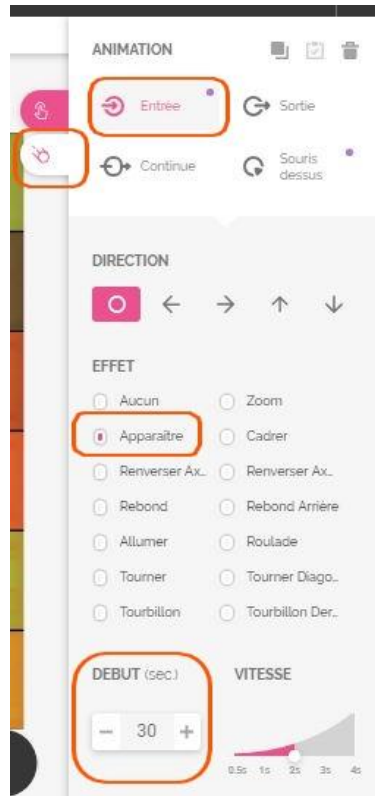 ANIMATION
Entrée Sortie
Continue Souris dessus
DIRECTION
EFFET
Aucun Zoom
Apparaître Cadrer
Renverser Ax... Renverser Ax...
Rebond Rebond Arrière
Allumer Roulade
Tourner Tourner Diago...
Tourbillon Tourbillon Der...
DEBUT (sec.) VITESSE
− 30 +
0.5s 1s 2s 3s 4s